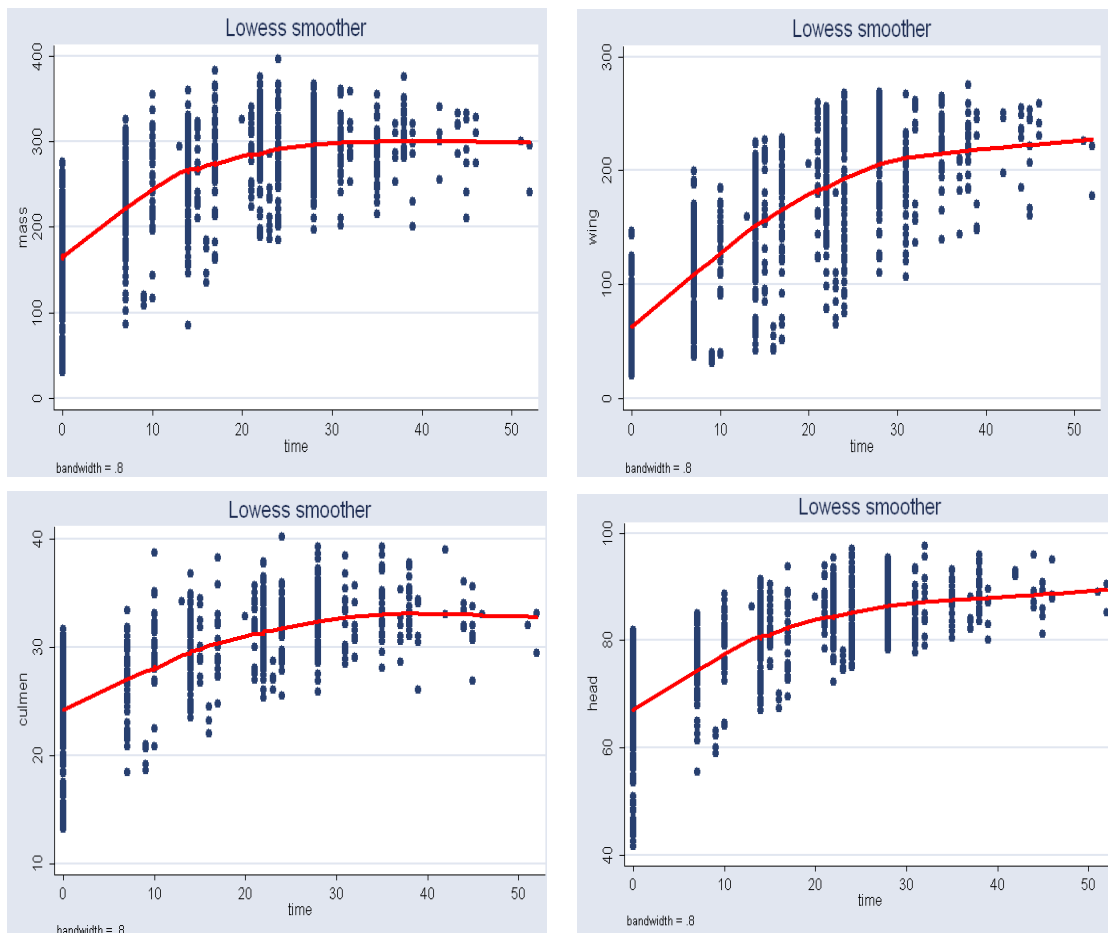 Lowess smoother
400
300
200
100
0
mass
0 10 20 30 40 50
time
bandwidth = .8
Lowess smoother
300
200
100
0
wing
0 10 20 30 40 50
time
bandwidth = .8
Lowess smoother
40
30
20
10
culmen
0 10 20 30 40 50
time
bandwidth = .8
Lowess smoother
100
80
60
40
head
0 10 20 30 40 50
time
bandwidth = .8